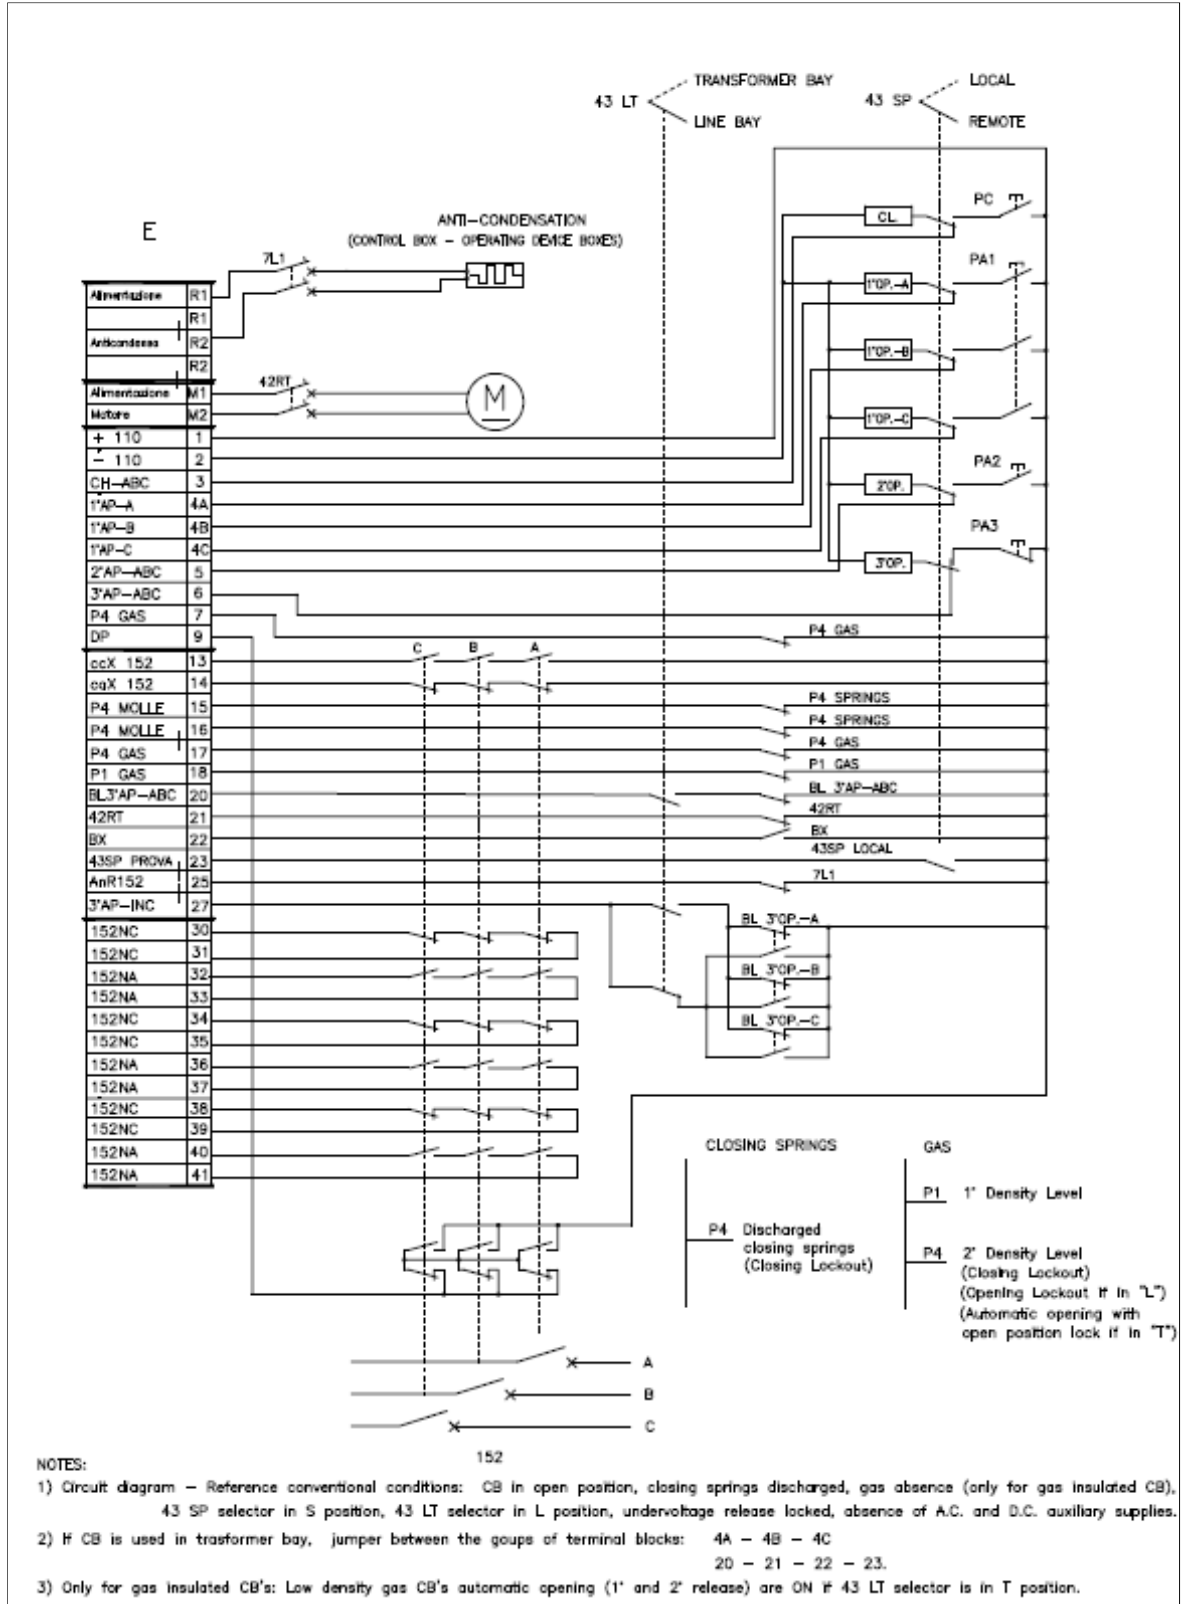 TRANSFORMER BAY
43 LT
LINE BAY
LOCAL
43 SP
REMOTE
E
ANTI-CONDENSATION
(CONTROL BOX - OPERATING DEVICE BOXES)
7L1
42RT
M
PC
CL.
PA1
1°OP.-A
1°OP.-B
1°OP.-C
PA2
2°OP.
PA3
3°OP.
Alimentazione R1
R1
Anticondensa R2
R2
Alimentazione M1
Motore M2
+ 110 1
- 110 2
CH-ABC 3
1°AP-A 4A
1°AP-B 4B
1°AP-C 4C
2°AP-ABC 5
3°AP-ABC 6
P4 GAS 7
DP 9
ccX 152 13
caX 152 14
P4 MOLLE 15
P4 MOLLE 16
P4 GAS 17
P1 GAS 18
BL3°AP-ABC 20
42RT 21
BX 22
43SP PROVA 23
AnR152 25
3°AP-INC 27
152NC 30
152NC 31
152NA 32
152NA 33
152NC 34
152NC 35
152NA 36
152NA 37
152NC 38
152NC 39
152NA 40
152NA 41
C B A
P4 GAS
P4 SPRINGS
P4 SPRINGS
P4 GAS
P1 GAS
BL 3°AP-ABC
42RT
BX
43SP LOCAL
7L1
BL 3°OP.-A
BL 3°OP.-B
BL 3°OP.-C
CLOSING SPRINGS
P4 Discharged
closing springs
(Closing Lockout)
GAS
P1 1° Density Level
P4 2° Density Level
(Closing Lockout)
(Opening Lockout if in "L")
(Automatic opening with
open position lock if in "T")
A
B
C
152
NOTES:
1) Circuit diagram - Reference conventional conditions: CB in open position, closing springs discharged, gas absence (only for gas insulated CB),
43 SP selector in S position, 43 LT selector in L position, undervoltage release locked, absence of A.C. and D.C. auxiliary supplies.
2) If CB is used in trasformer bay, jumper between the goups of terminal blocks: 4A - 4B - 4C
20 - 21 - 22 - 23.
3) Only for gas insulated CB's: Low density gas CB's automatic opening (1° and 2° release) are ON if 43 LT selector is in T position.